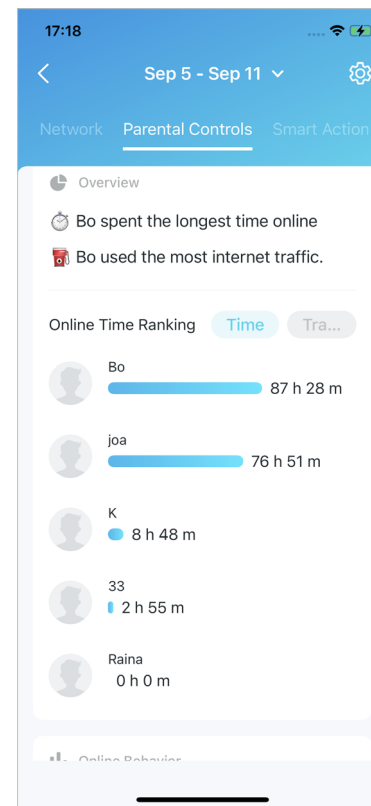 17:18
Sep 5 - Sep 11
Network Parental Controls Smart Action
Overview
Bo spent the longest time online
Bo used the most internet traffic.
Online Time Ranking Time Tra...
Bo
87 h 28 m
joa
76 h 51 m
K
8 h 48 m
33
2 h 55 m
Raina
0 h 0 m
Online Behavior